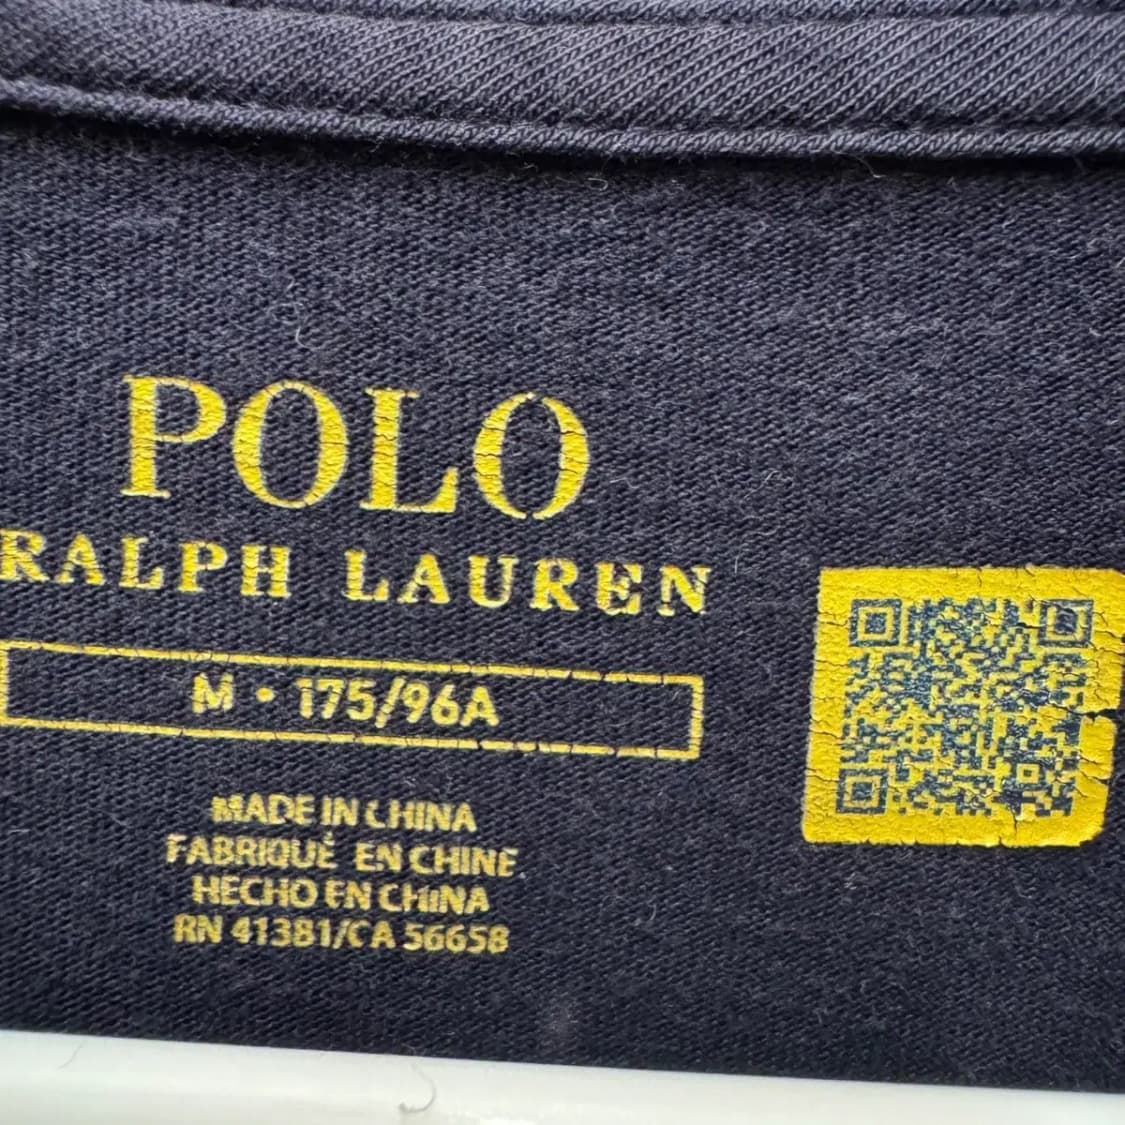 POLO
RALPH LAUREN
M • 175/96A
MADE IN CHINA
FABRIQUÉ EN CHINE
HECHO EN CHINA
RN 41381/CA 56658